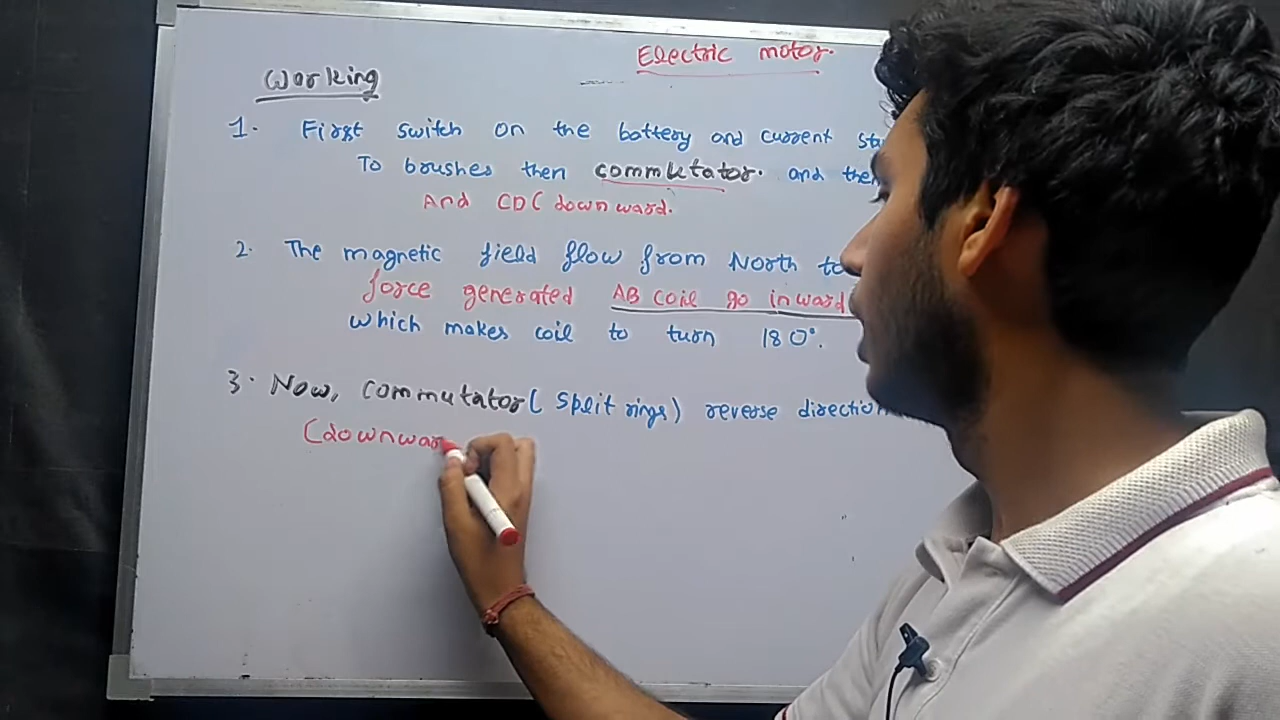 Electric motor.
Working
1. First switch on the battery and current sta
To brushes then commutator. and the
And CD( downward.
2. The magnetic field flow from North to
force generated AB coil go inward
which makes coil to turn 180°.
3. Now, commutator( split rings) reverse direction
(downwar